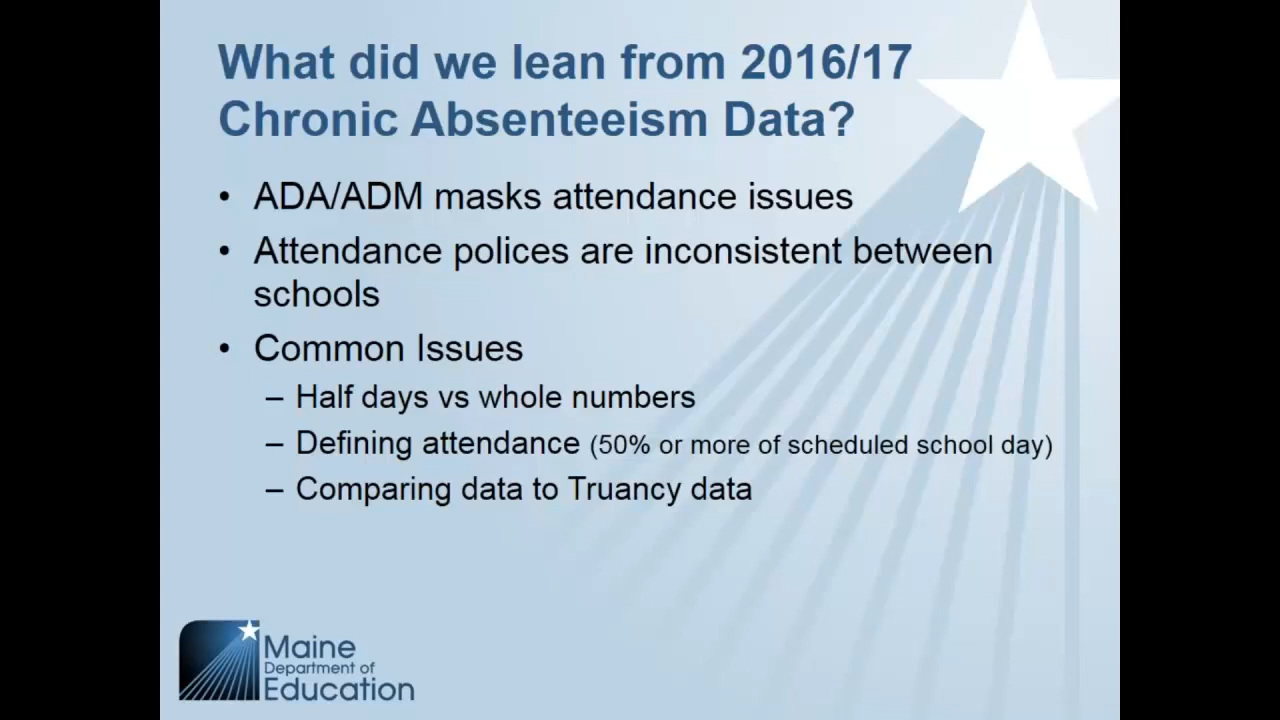 What did we lean from 2016/17
Chronic Absenteeism Data?
• ADA/ADM masks attendance issues
• Attendance polices are inconsistent between
schools
• Common Issues
– Half days vs whole numbers
– Defining attendance (50% or more of scheduled school day)
– Comparing data to Truancy data
Maine
Department of
Education